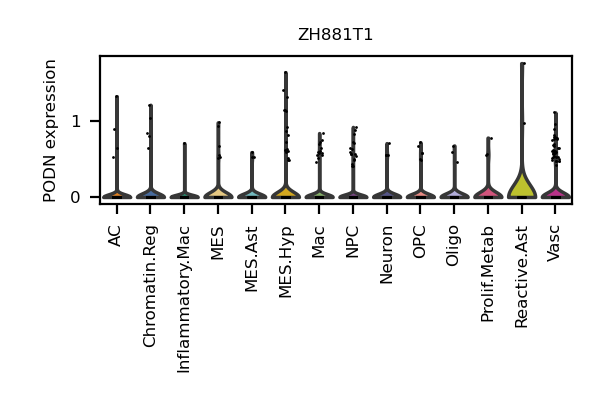 ZH881T1
PODN expression
1
0
AC
Chromatin.Reg
Inflammatory.Mac
MES
MES.Ast
MES.Hyp
Mac
NPC
Neuron
OPC
Oligo
Prolif.Metab
Reactive.Ast
Vasc